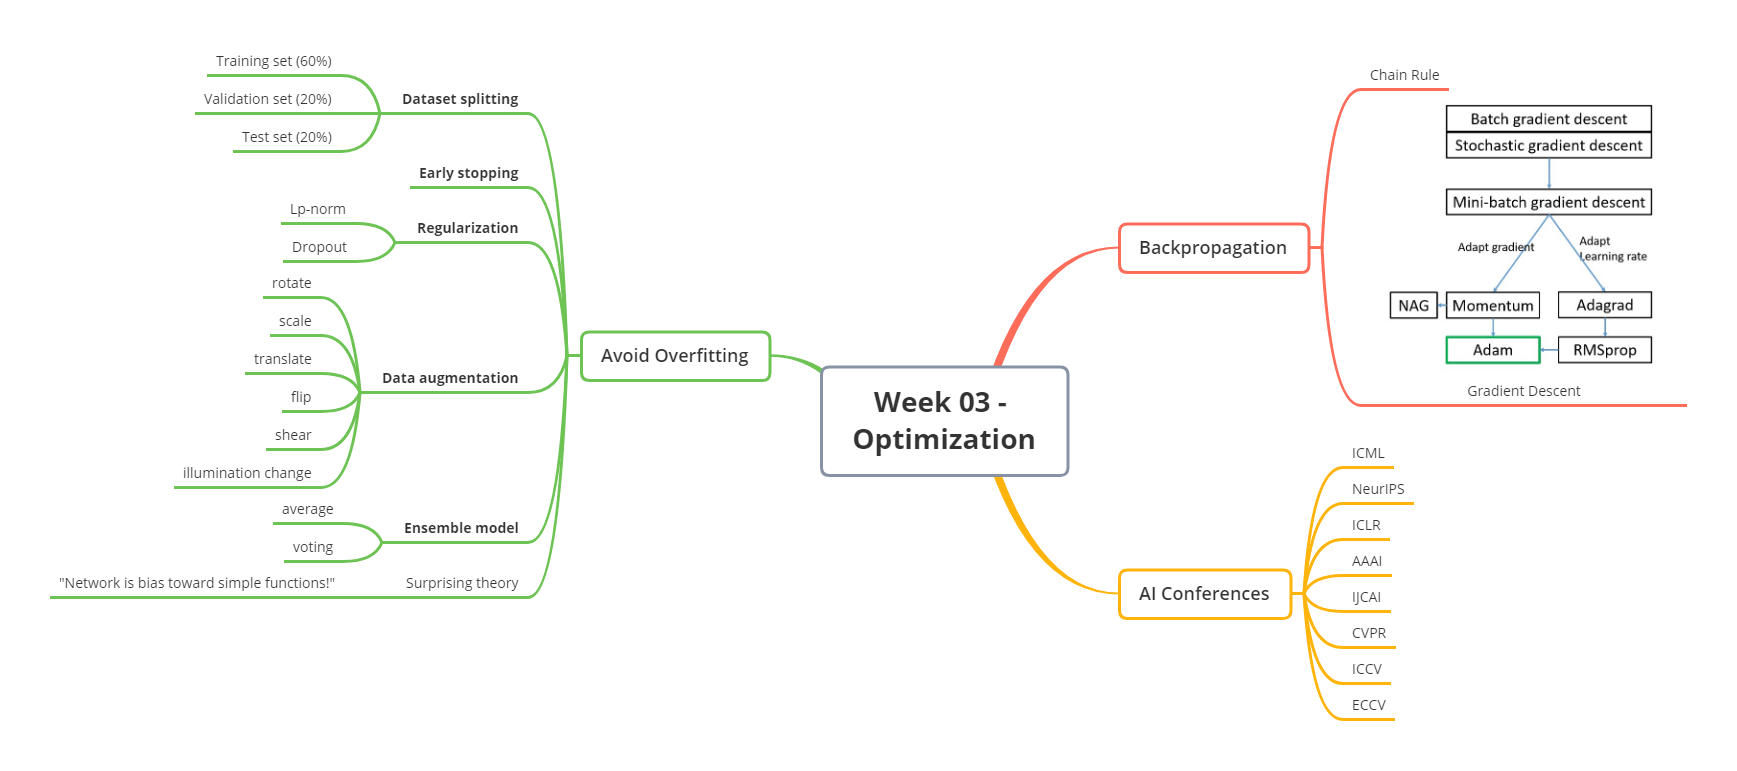 Training set (60%)
Validation set (20%)
Test set (20%)
Dataset splitting
Early stopping
Lp-norm
Dropout
Regularization
rotate
scale
translate
flip
shear
illumination change
Data augmentation
average
voting
Ensemble model
"Network is bias toward simple functions!"
Surprising theory
Avoid Overfitting
Week 03 -
Optimization
Backpropagation
Chain Rule
Batch gradient descent
Stochastic gradient descent
Mini-batch gradient descent
Adapt gradient
Adapt
Learning rate
NAG
Momentum
Adagrad
Adam
RMSprop
Gradient Descent
AI Conferences
ICML
NeurIPS
ICLR
AAAI
IJCAI
CVPR
ICCV
ECCV